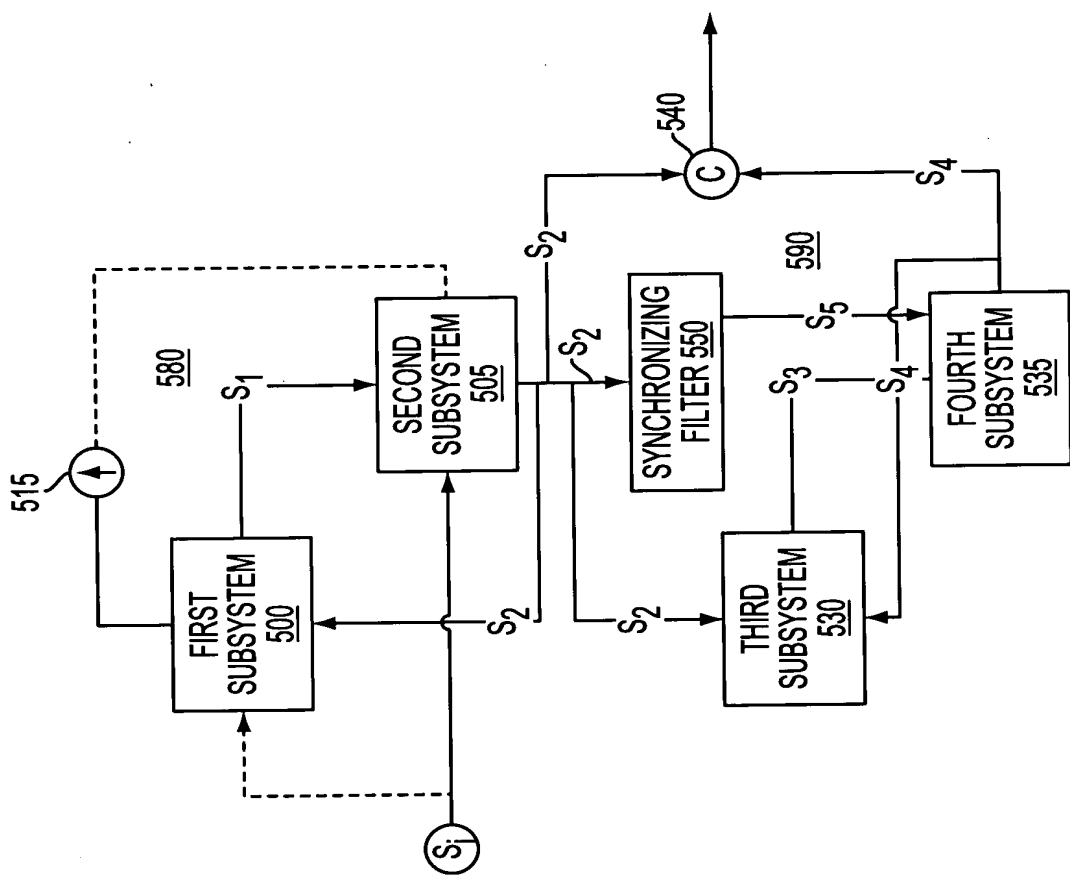 515
580
S1
FIRST
SUBSYSTEM
500
SECOND
SUBSYSTEM
505
Si
S2
S2
S2
S2
540
C
S4
SYNCHRONIZING
FILTER 550
590
S5
S3
S4
THIRD
SUBSYSTEM
530
FOURTH
SUBSYSTEM
535